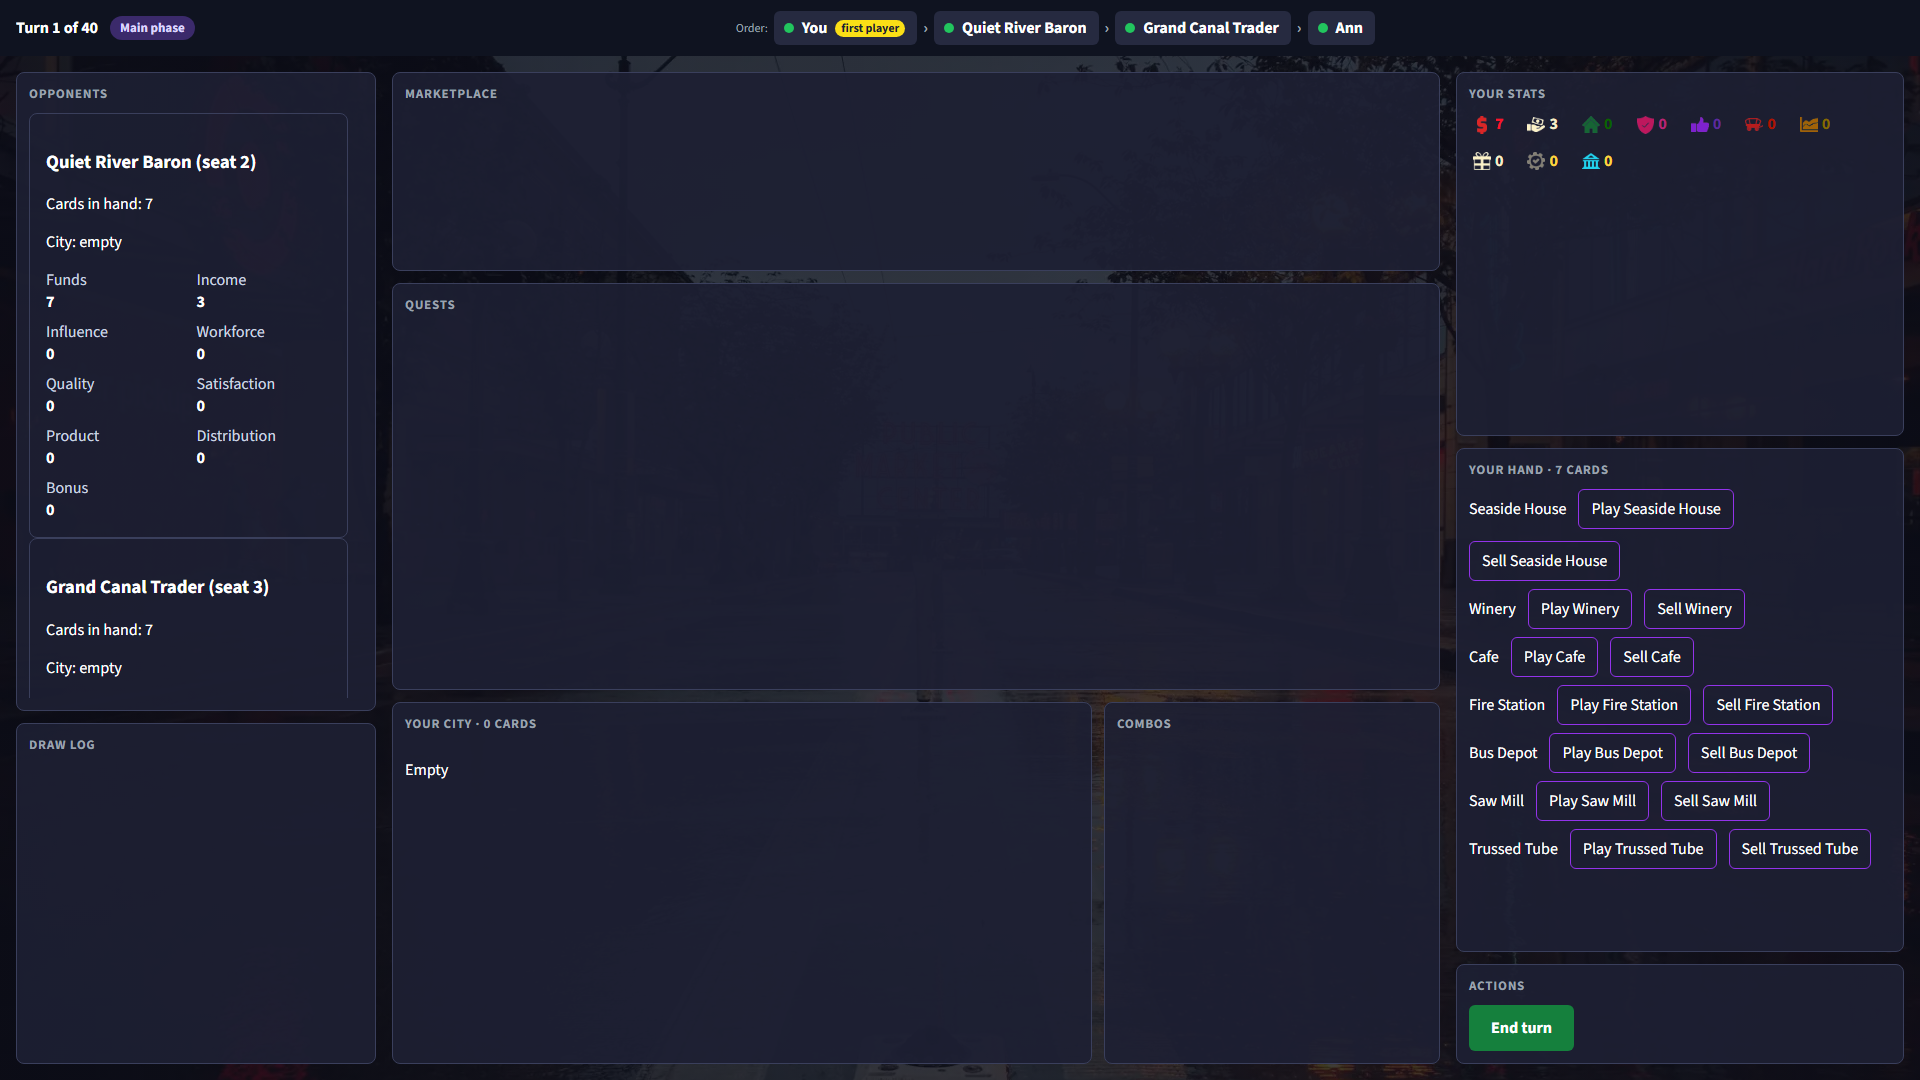 Turn 1 of 40 Main phase
Order: You first player › Quiet River Baron › Grand Canal Trader › Ann
OPPONENTS
Quiet River Baron (seat 2)
Cards in hand: 7
City: empty
Funds Income
7 3
Influence Workforce
0 0
Quality Satisfaction
0 0
Product Distribution
0 0
Bonus
0
Grand Canal Trader (seat 3)
Cards in hand: 7
City: empty
DRAW LOG
MARKETPLACE
QUESTS
YOUR CITY · 0 CARDS
Empty
COMBOS
YOUR STATS
7 3 0 0 0 0 0
0 0 0
YOUR HAND · 7 CARDS
Seaside House Play Seaside House
Sell Seaside House
Winery Play Winery Sell Winery
Cafe Play Cafe Sell Cafe
Fire Station Play Fire Station Sell Fire Station
Bus Depot Play Bus Depot Sell Bus Depot
Saw Mill Play Saw Mill Sell Saw Mill
Trussed Tube Play Trussed Tube Sell Trussed Tube
ACTIONS
End turn